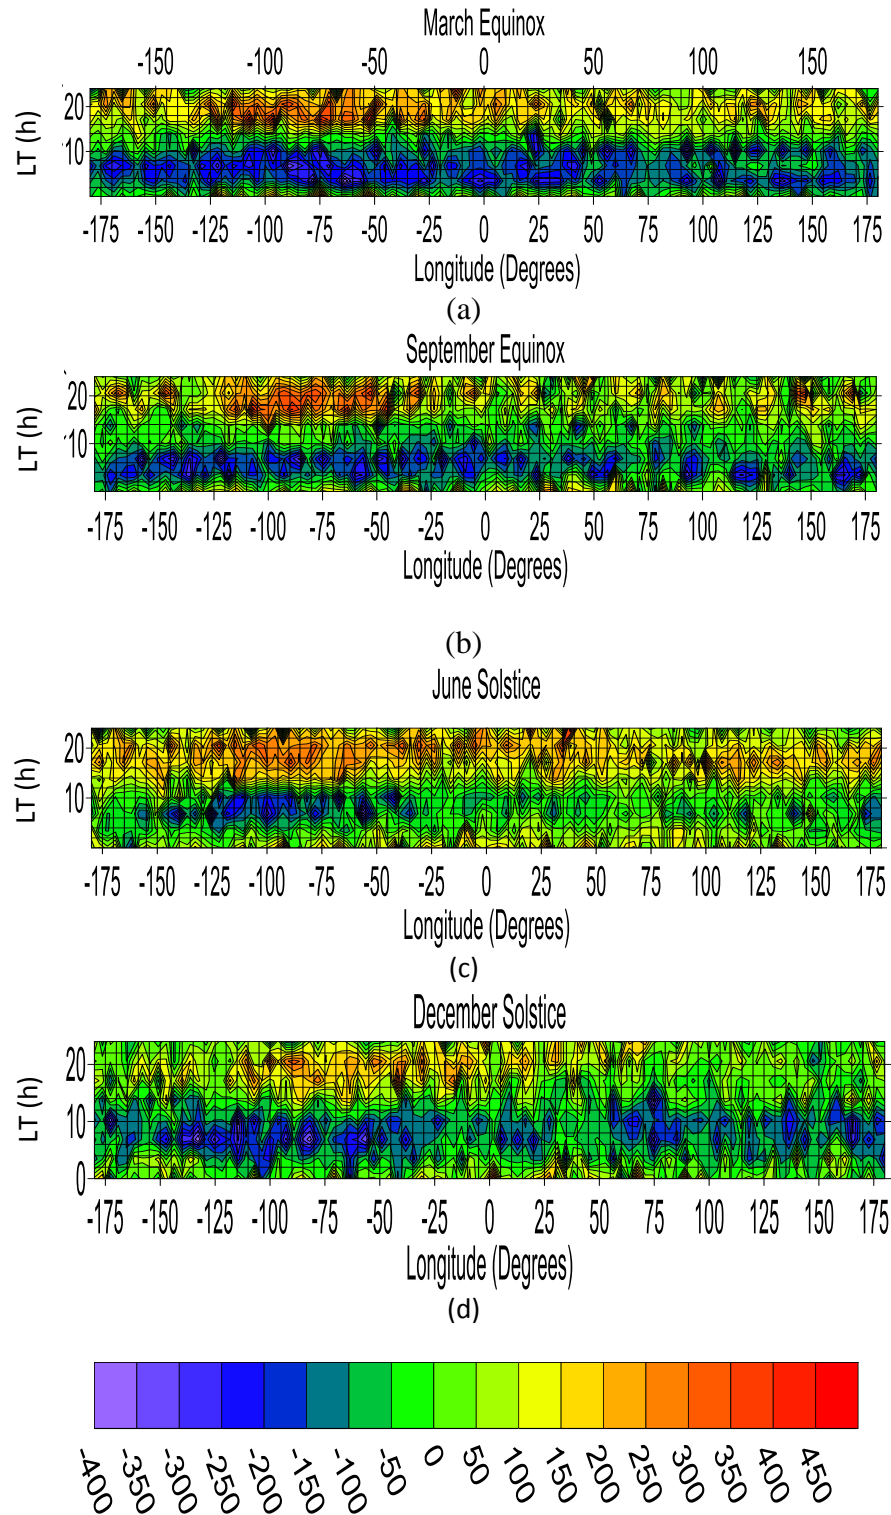 March Equinox
-150 -100 -50 0 50 100 150
20
10
LT (h)
-175 -150 -125 -100 -75 -50 -25 0 25 50 75 100 125 150 175
Longitude (Degrees)
(a)
September Equinox
20
10
LT (h)
-175 -150 -125 -100 -75 -50 -25 0 25 50 75 100 125 150 175
Longitude (Degrees)
(b)
June Solstice
20
10
LT (h)
-175 -150 -125 -100 -75 -50 -25 0 25 50 75 100 125 150 175
Longitude (Degrees)
(c)
December Solstice
20
10
0
LT (h)
-175 -150 -125 -100 -75 -50 -25 0 25 50 75 100 125 150 175
Longitude (Degrees)
(d)
-400 -350 -300 -250 -200 -150 -100 -50 0 50 100 150 200 250 300 350 400 450